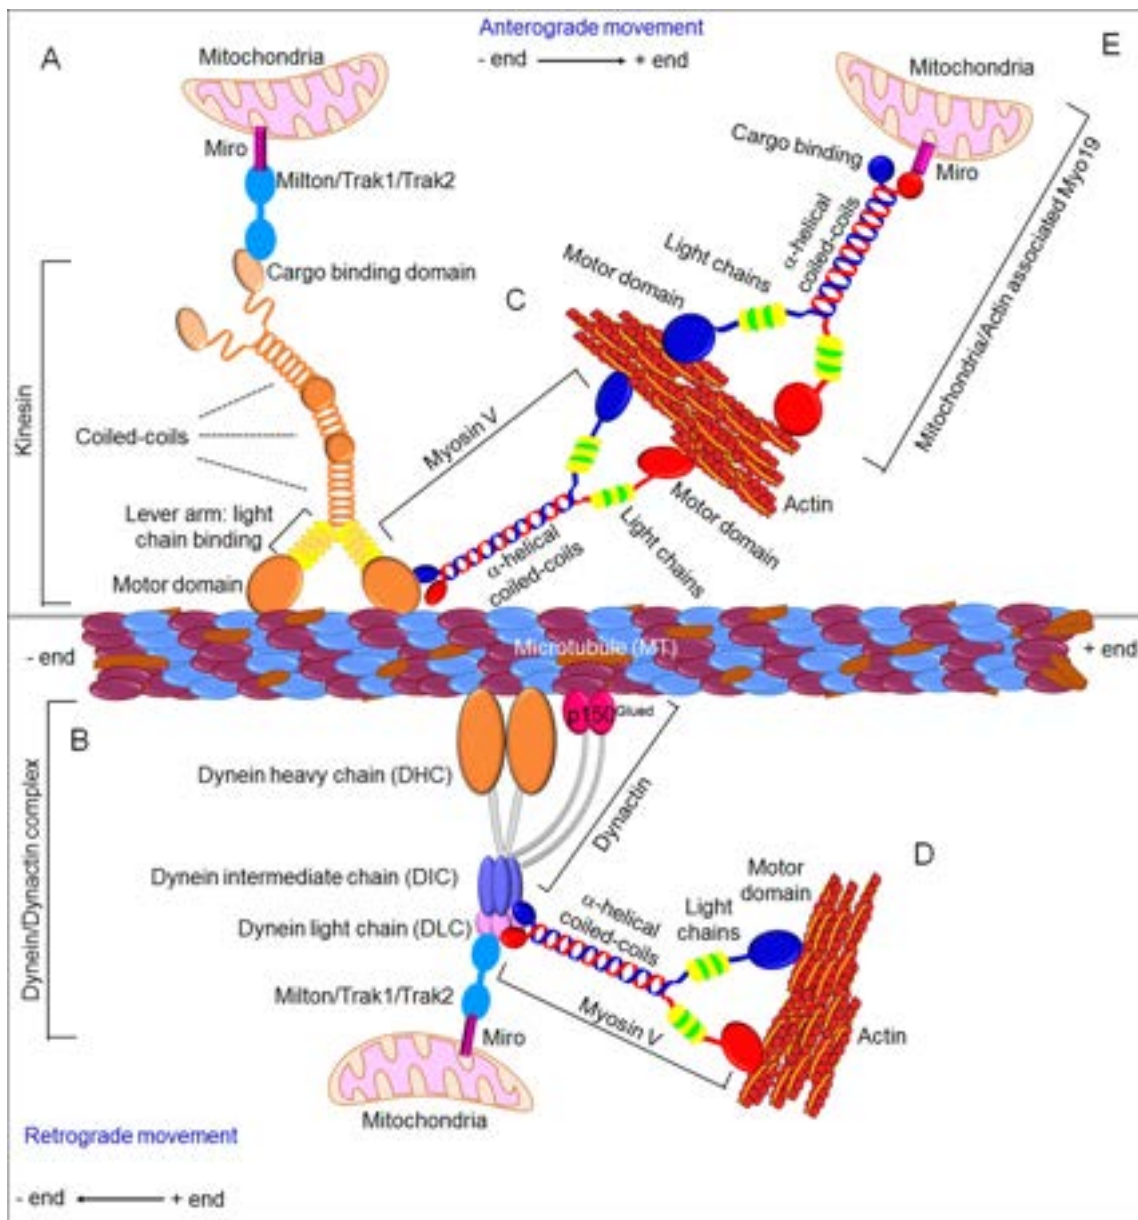 A
Anterograde movement
- end
+ end
E
Mitochondria
Mitochondria
Miro
Cargo binding
Miro
Milton/Trak1/Trak2
α-helical
coiled-coils
Mitochondria/Actin associated Myo19
Cargo binding domain
Light chains
Motor domain
C
Kinesin
Coiled-coils
Myosin V
Actin
Lever arm: light
chain binding
Motor domain
Motor domain
Light chains
α-helical
coiled-coils
Microtubule (MT)
- end
+ end
B
p150Glued
Dynein/Dynactin complex
Dynein heavy chain (DHC)
Dynactin
D
Dynein intermediate chain (DIC)
Motor
domain
α-helical
coiled-coils
Light
chains
Dynein light chain (DLC)
Milton/Trak1/Trak2
Myosin V
Miro
Actin
Mitochondria
Retrograde movement
- end
+ end